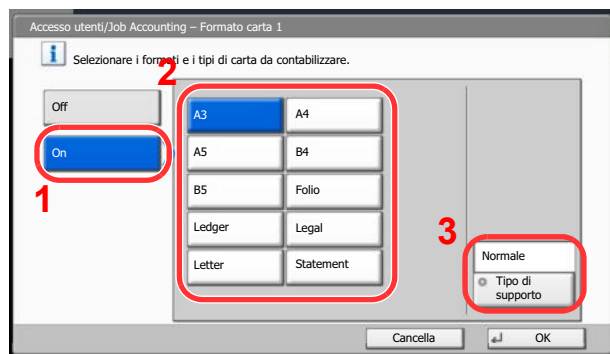 Accesso utenti/Job Accounting – Formato carta 1
Selezionare i formati e i tipi di carta da contabilizzare.
2
Off
On
1
A3
A4
A5
B4
B5
Folio
Ledger
Legal
Letter
Statement
3
Normale
Tipo di
supporto
Cancella
OK